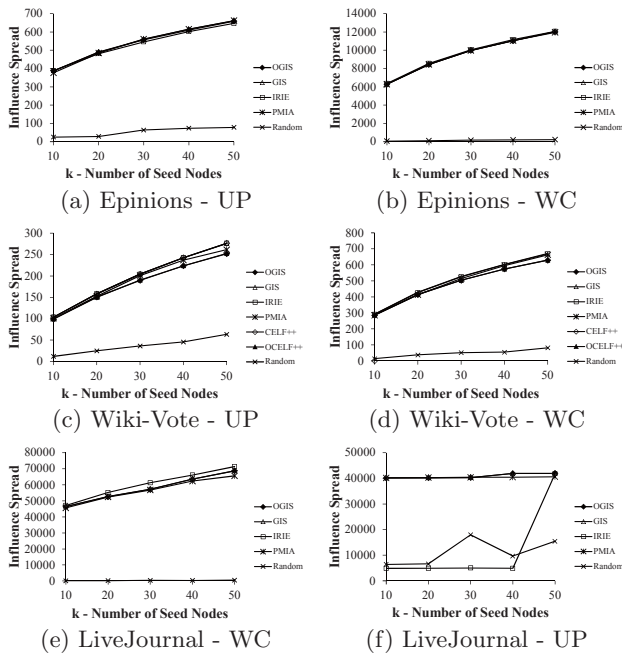 700
600
500
400
300
200
100
0
Influence Spread
10 20 30 40 50
k - Number of Seed Nodes
OGIS
GIS
IRIE
PMIA
Random
(a) Epinions - UP
14000
12000
10000
8000
6000
4000
2000
0
Influence Spread
10 20 30 40 50
k - Number of Seed Nodes
OGIS
GIS
IRIE
PMIA
Random
(b) Epinions - WC
300
250
200
150
100
50
0
Influence Spread
10 20 30 40 50
k - Number of Seed Nodes
OGIS
GIS
IRIE
PMIA
CELF++
OCELF++
Random
(c) Wiki-Vote - UP
800
700
600
500
400
300
200
100
0
Influence Spread
10 20 30 40 50
k - Number of Seed Nodes
OGIS
GIS
IRIE
PMIA
CELF++
OCELF++
Random
(d) Wiki-Vote - WC
80000
70000
60000
50000
40000
30000
20000
10000
0
Influence Spread
10 20 30 40 50
k - Number of Seed Nodes
OGIS
GIS
IRIE
PMIA
Random
(e) LiveJournal - WC
50000
40000
30000
20000
10000
0
Influence Spread
10 20 30 40 50
k - Number of Seed Nodes
OGIS
GIS
IRIE
PMIA
Random
(f) LiveJournal - UP